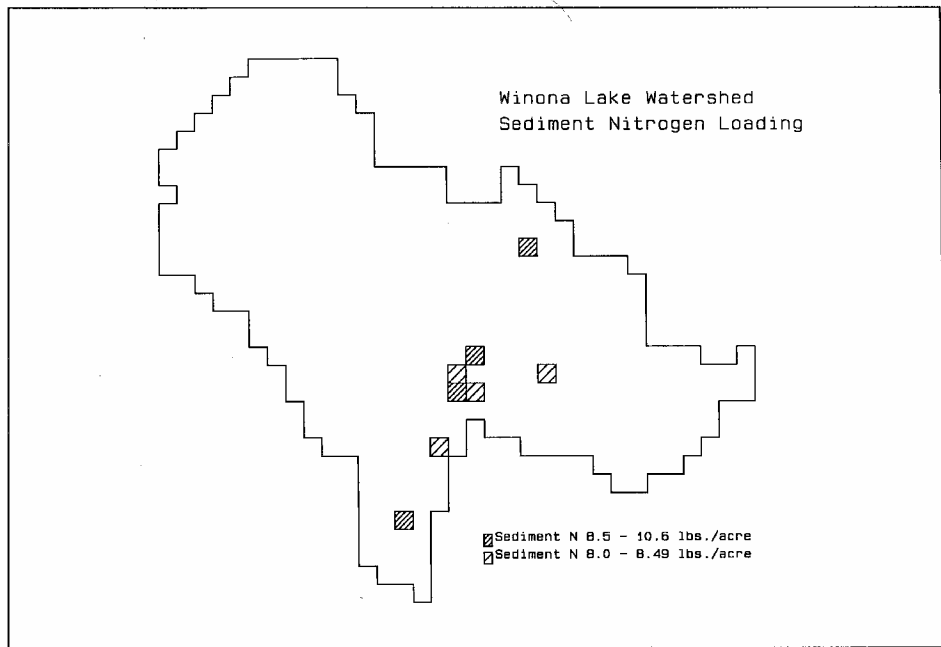 Winona Lake Watershed
Sediment Nitrogen Loading
Sediment N 8.5 - 10.6 lbs./acre
Sediment N 8.0 - 8.49 lbs./acre